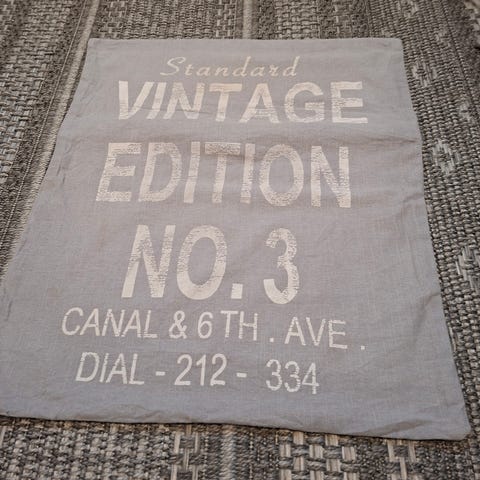 Standard
VINTAGE
EDITION
NO. 3
CANAL & 6TH . AVE .
DIAL - 212 - 334